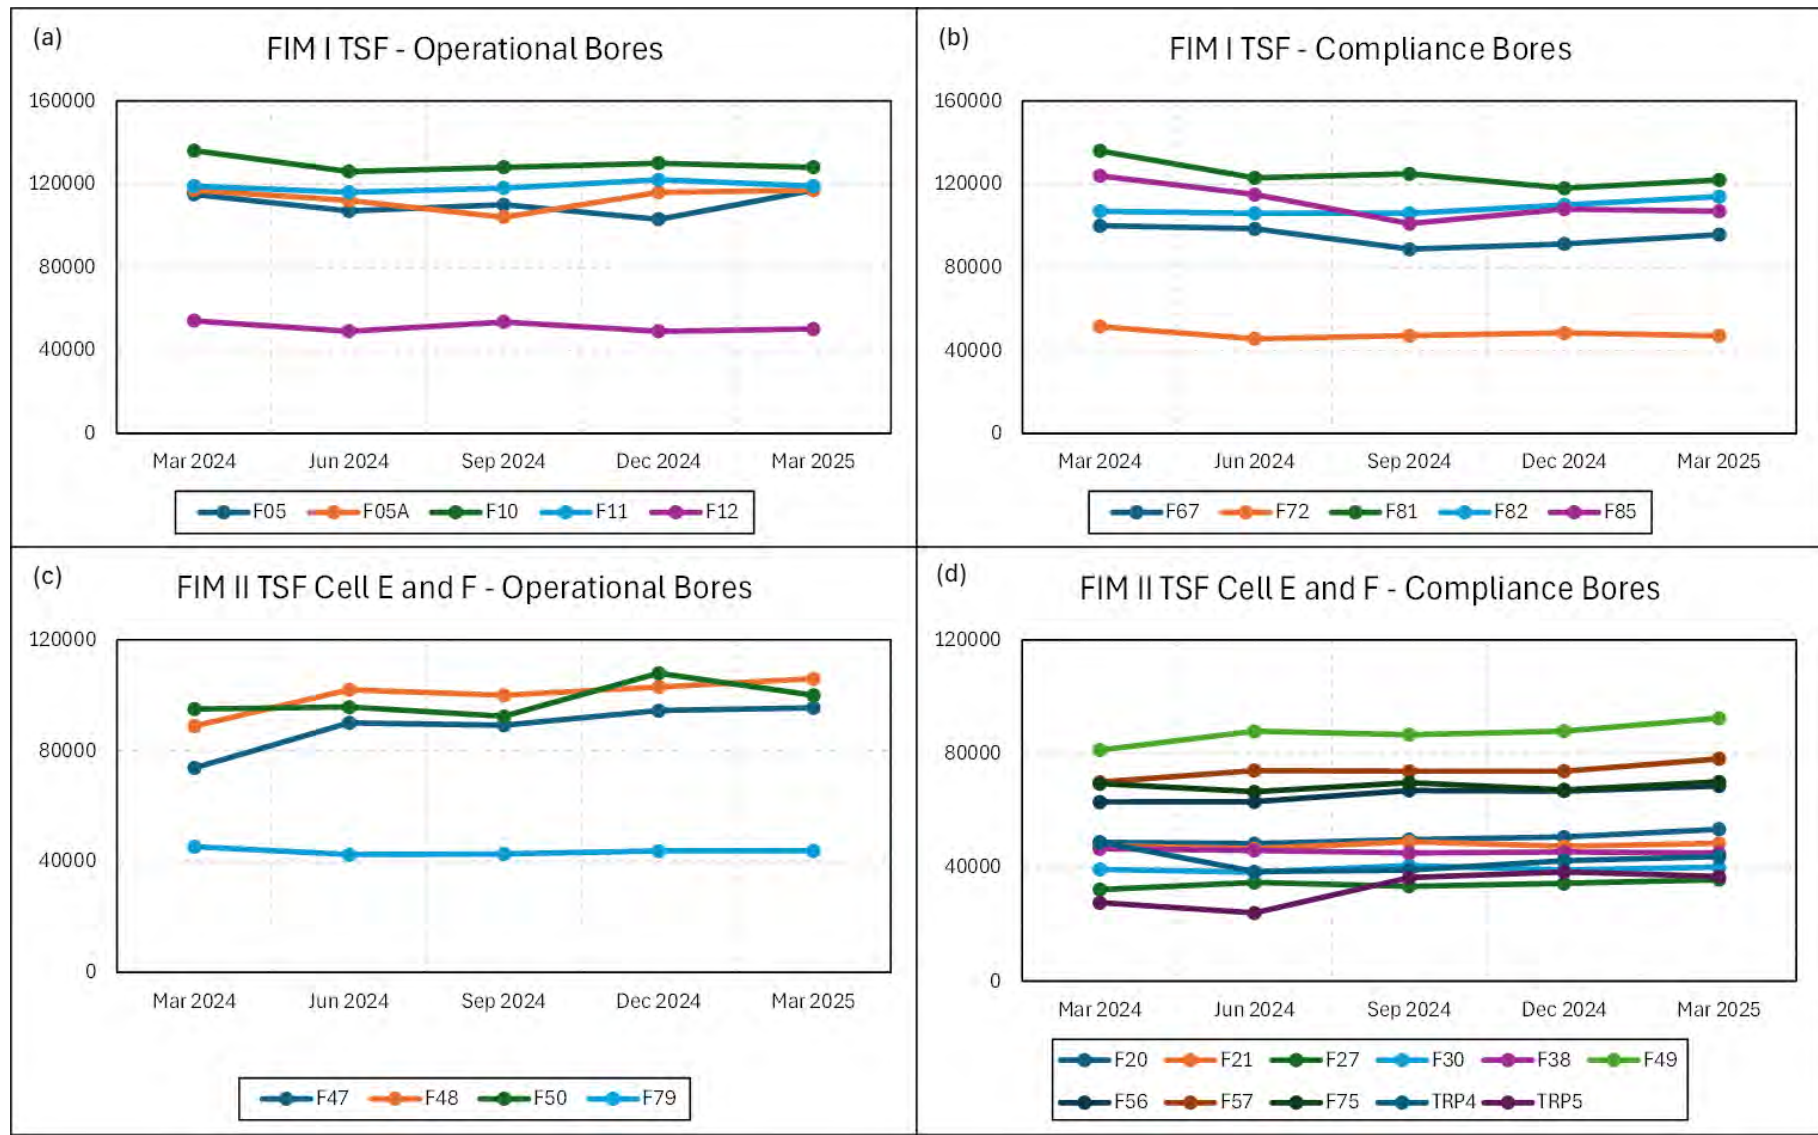 (a)
FIM I TSF - Operational Bores
160000
120000
80000
40000
0
Mar 2024 Jun 2024 Sep 2024 Dec 2024 Mar 2025
F05 F05A F10 F11 F12
(b)
FIM I TSF - Compliance Bores
160000
120000
80000
40000
0
Mar 2024 Jun 2024 Sep 2024 Dec 2024 Mar 2025
F67 F72 F81 F82 F85
(c)
FIM II TSF Cell E and F - Operational Bores
120000
80000
40000
0
Mar 2024 Jun 2024 Sep 2024 Dec 2024 Mar 2025
F47 F48 F50 F79
(d)
FIM II TSF Cell E and F - Compliance Bores
120000
80000
40000
0
Mar 2024 Jun 2024 Sep 2024 Dec 2024 Mar 2025
F20 F21 F27 F30 F38 F49
F56 F57 F75 TRP4 TRP5